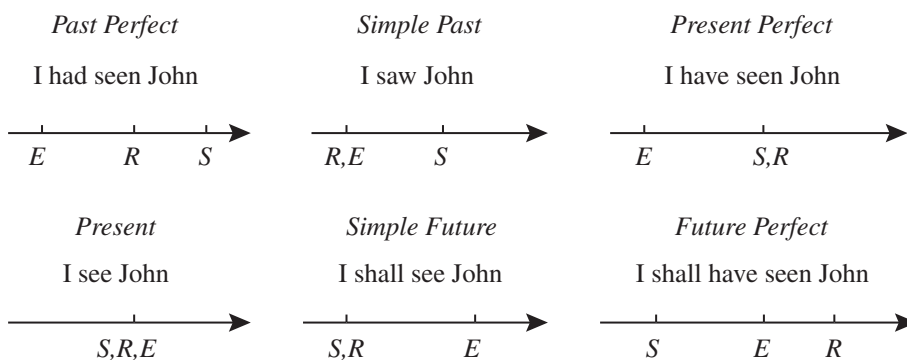 Past Perfect Simple Past Present Perfect
I had seen John I saw John I have seen John
E R S R,E S E S,R
Present Simple Future Future Perfect
I see John I shall see John I shall have seen John
S,R,E S,R E S E R